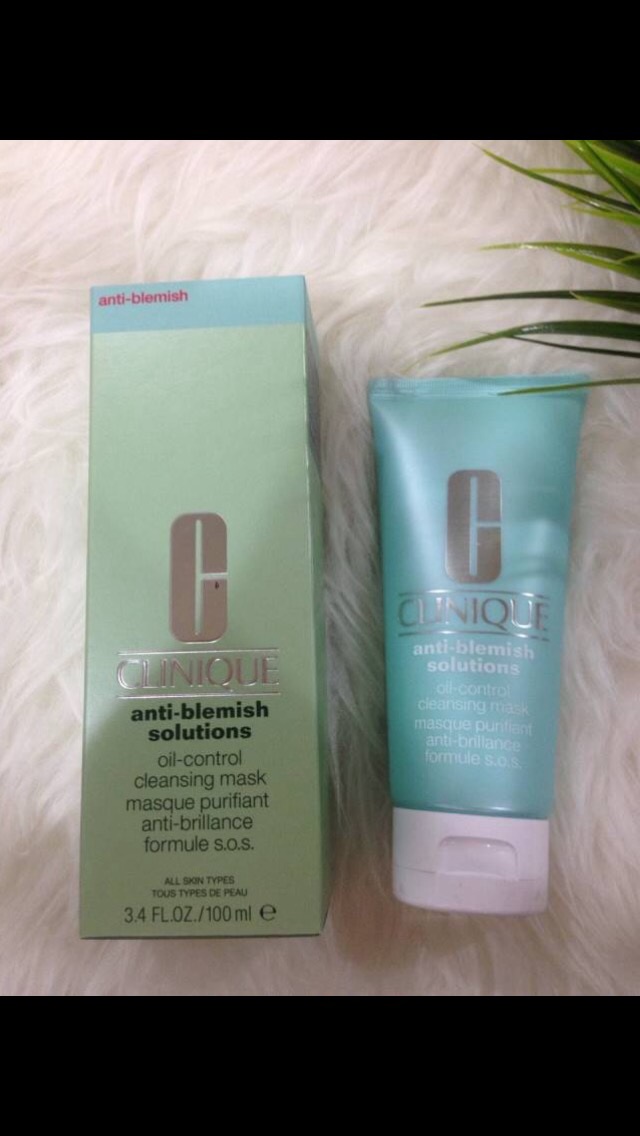 anti-blemish
C
CLINIQUE
anti-blemish
solutions
oil-control
cleansing mask
masque purifiant
anti-brillance
formule s.o.s.
ALL SKIN TYPES
TOUS TYPES DE PEAU
3.4 FL.OZ./100 ml ℮
C
CLINIQUE
anti-blemish
solutions
oil-control
cleansing mask
masque purifiant
anti-brillance
formule s.o.s.